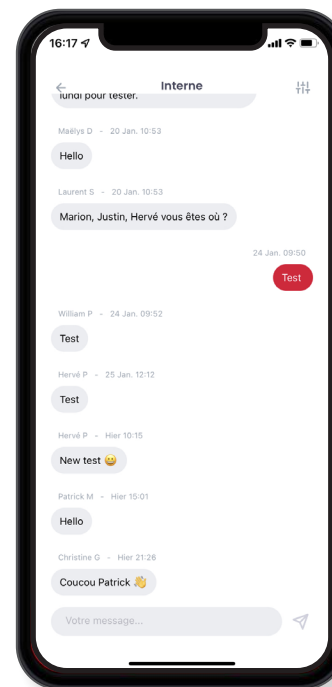 16:17
Interne
lundi pour tester.
Maëlys D - 20 Jan. 10:53
Hello
Laurent S - 20 Jan. 10:53
Marion, Justin, Hervé vous êtes où ?
24 Jan. 09:50
Test
William P - 24 Jan. 09:52
Test
Hervé P - 25 Jan. 12:12
Test
Hervé P - Hier 10:15
New test 😀
Patrick M - Hier 15:01
Hello
Christine G - Hier 21:26
Coucou Patrick 👋
Votre message...